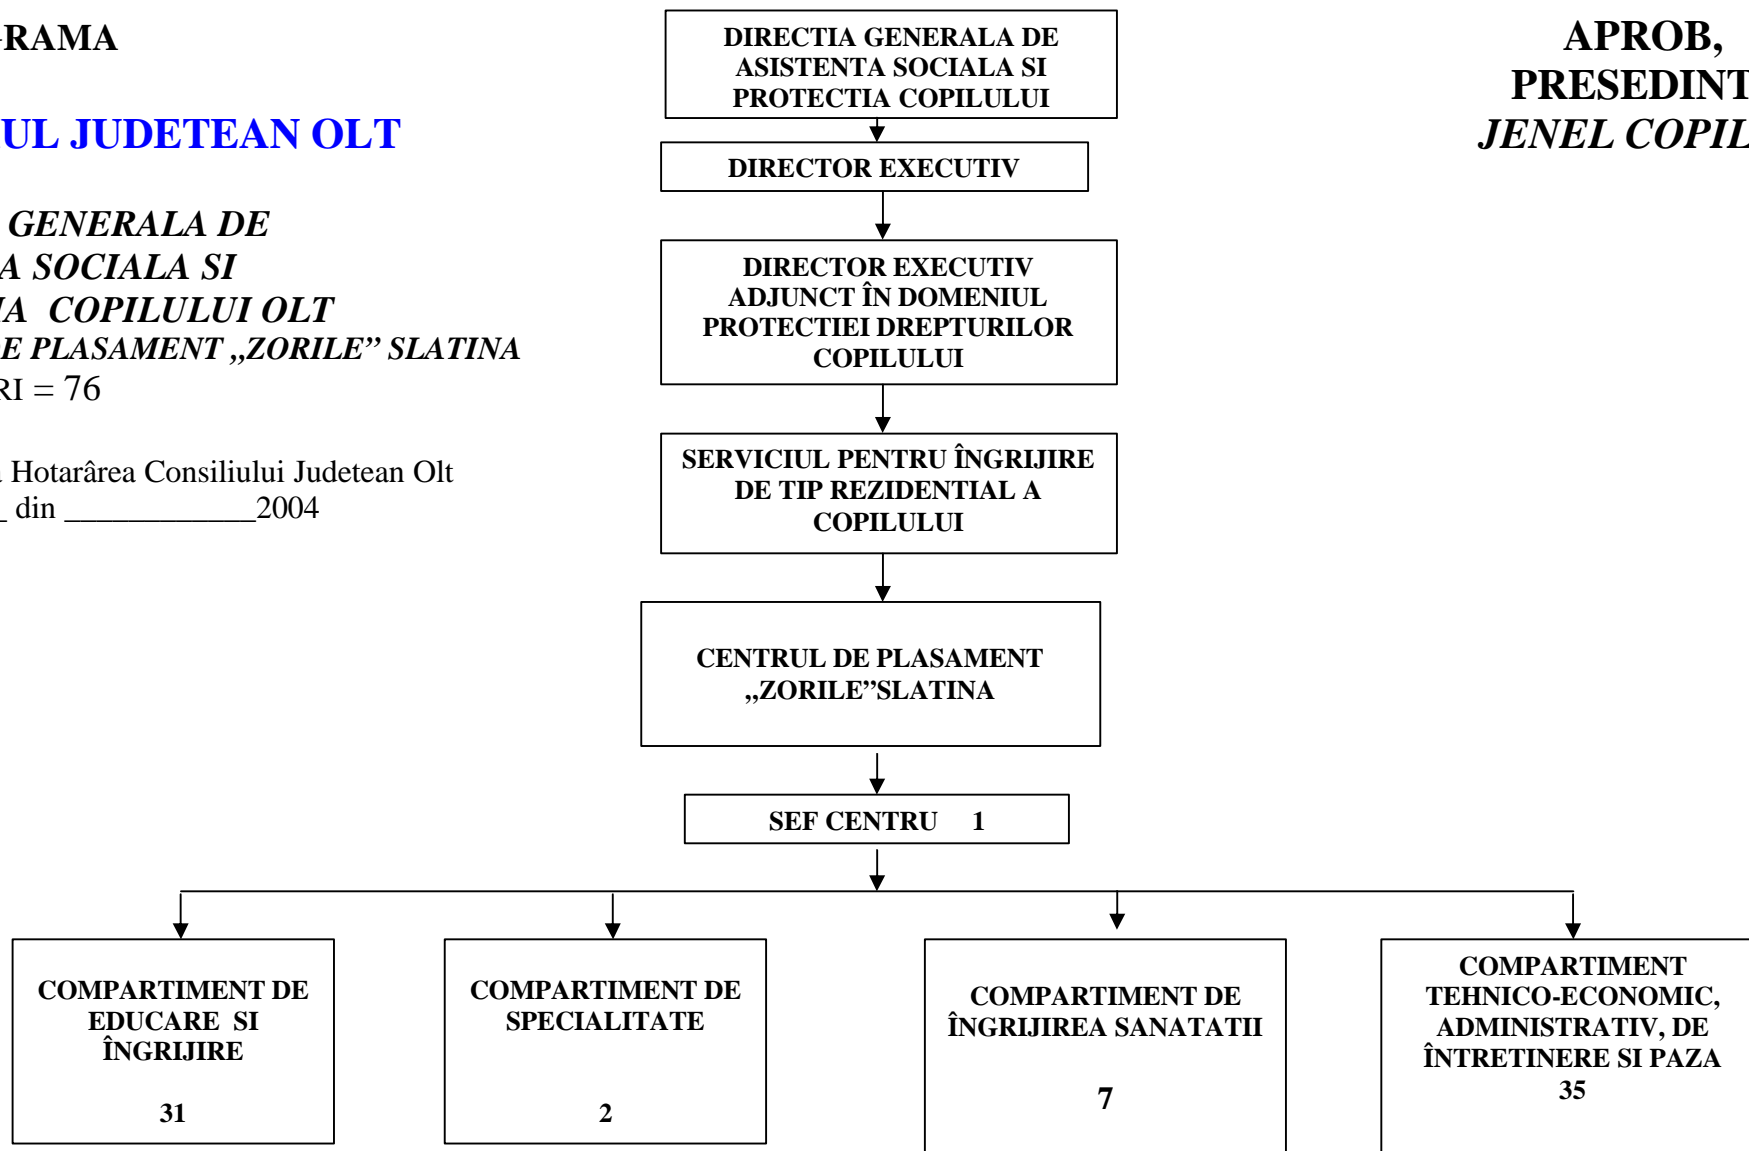 GRAMA
UL JUDETEAN OLT
GENERALA DE
A SOCIALA SI
IA COPILULUI OLT
DE PLASAMENT „ZORILE” SLATINA
RI = 76
Hotarârea Consiliului Judetean Olt
_ din ____________2004
DIRECTIA GENERALA DE
ASISTENTA SOCIALA SI
PROTECTIA COPILULUI
DIRECTOR EXECUTIV
DIRECTOR EXECUTIV
ADJUNCT ÎN DOMENIUL
PROTECTIEI DREPTURILOR
COPILULUI
SERVICIUL PENTRU ÎNGRIJIRE
DE TIP REZIDENTIAL A
COPILULUI
CENTRUL DE PLASAMENT
„ZORILE”SLATINA
SEF CENTRU 1
APROB,
PRESEDINT
JENEL COPIL
COMPARTIMENT DE
EDUCARE SI
ÎNGRIJIRE
31
COMPARTIMENT DE
SPECIALITATE
2
COMPARTIMENT DE
ÎNGRIJIREA SANATATII
7
COMPARTIMENT
TEHNICO-ECONOMIC,
ADMINISTRATIV, DE
ÎNTRETINERE SI PAZA
35